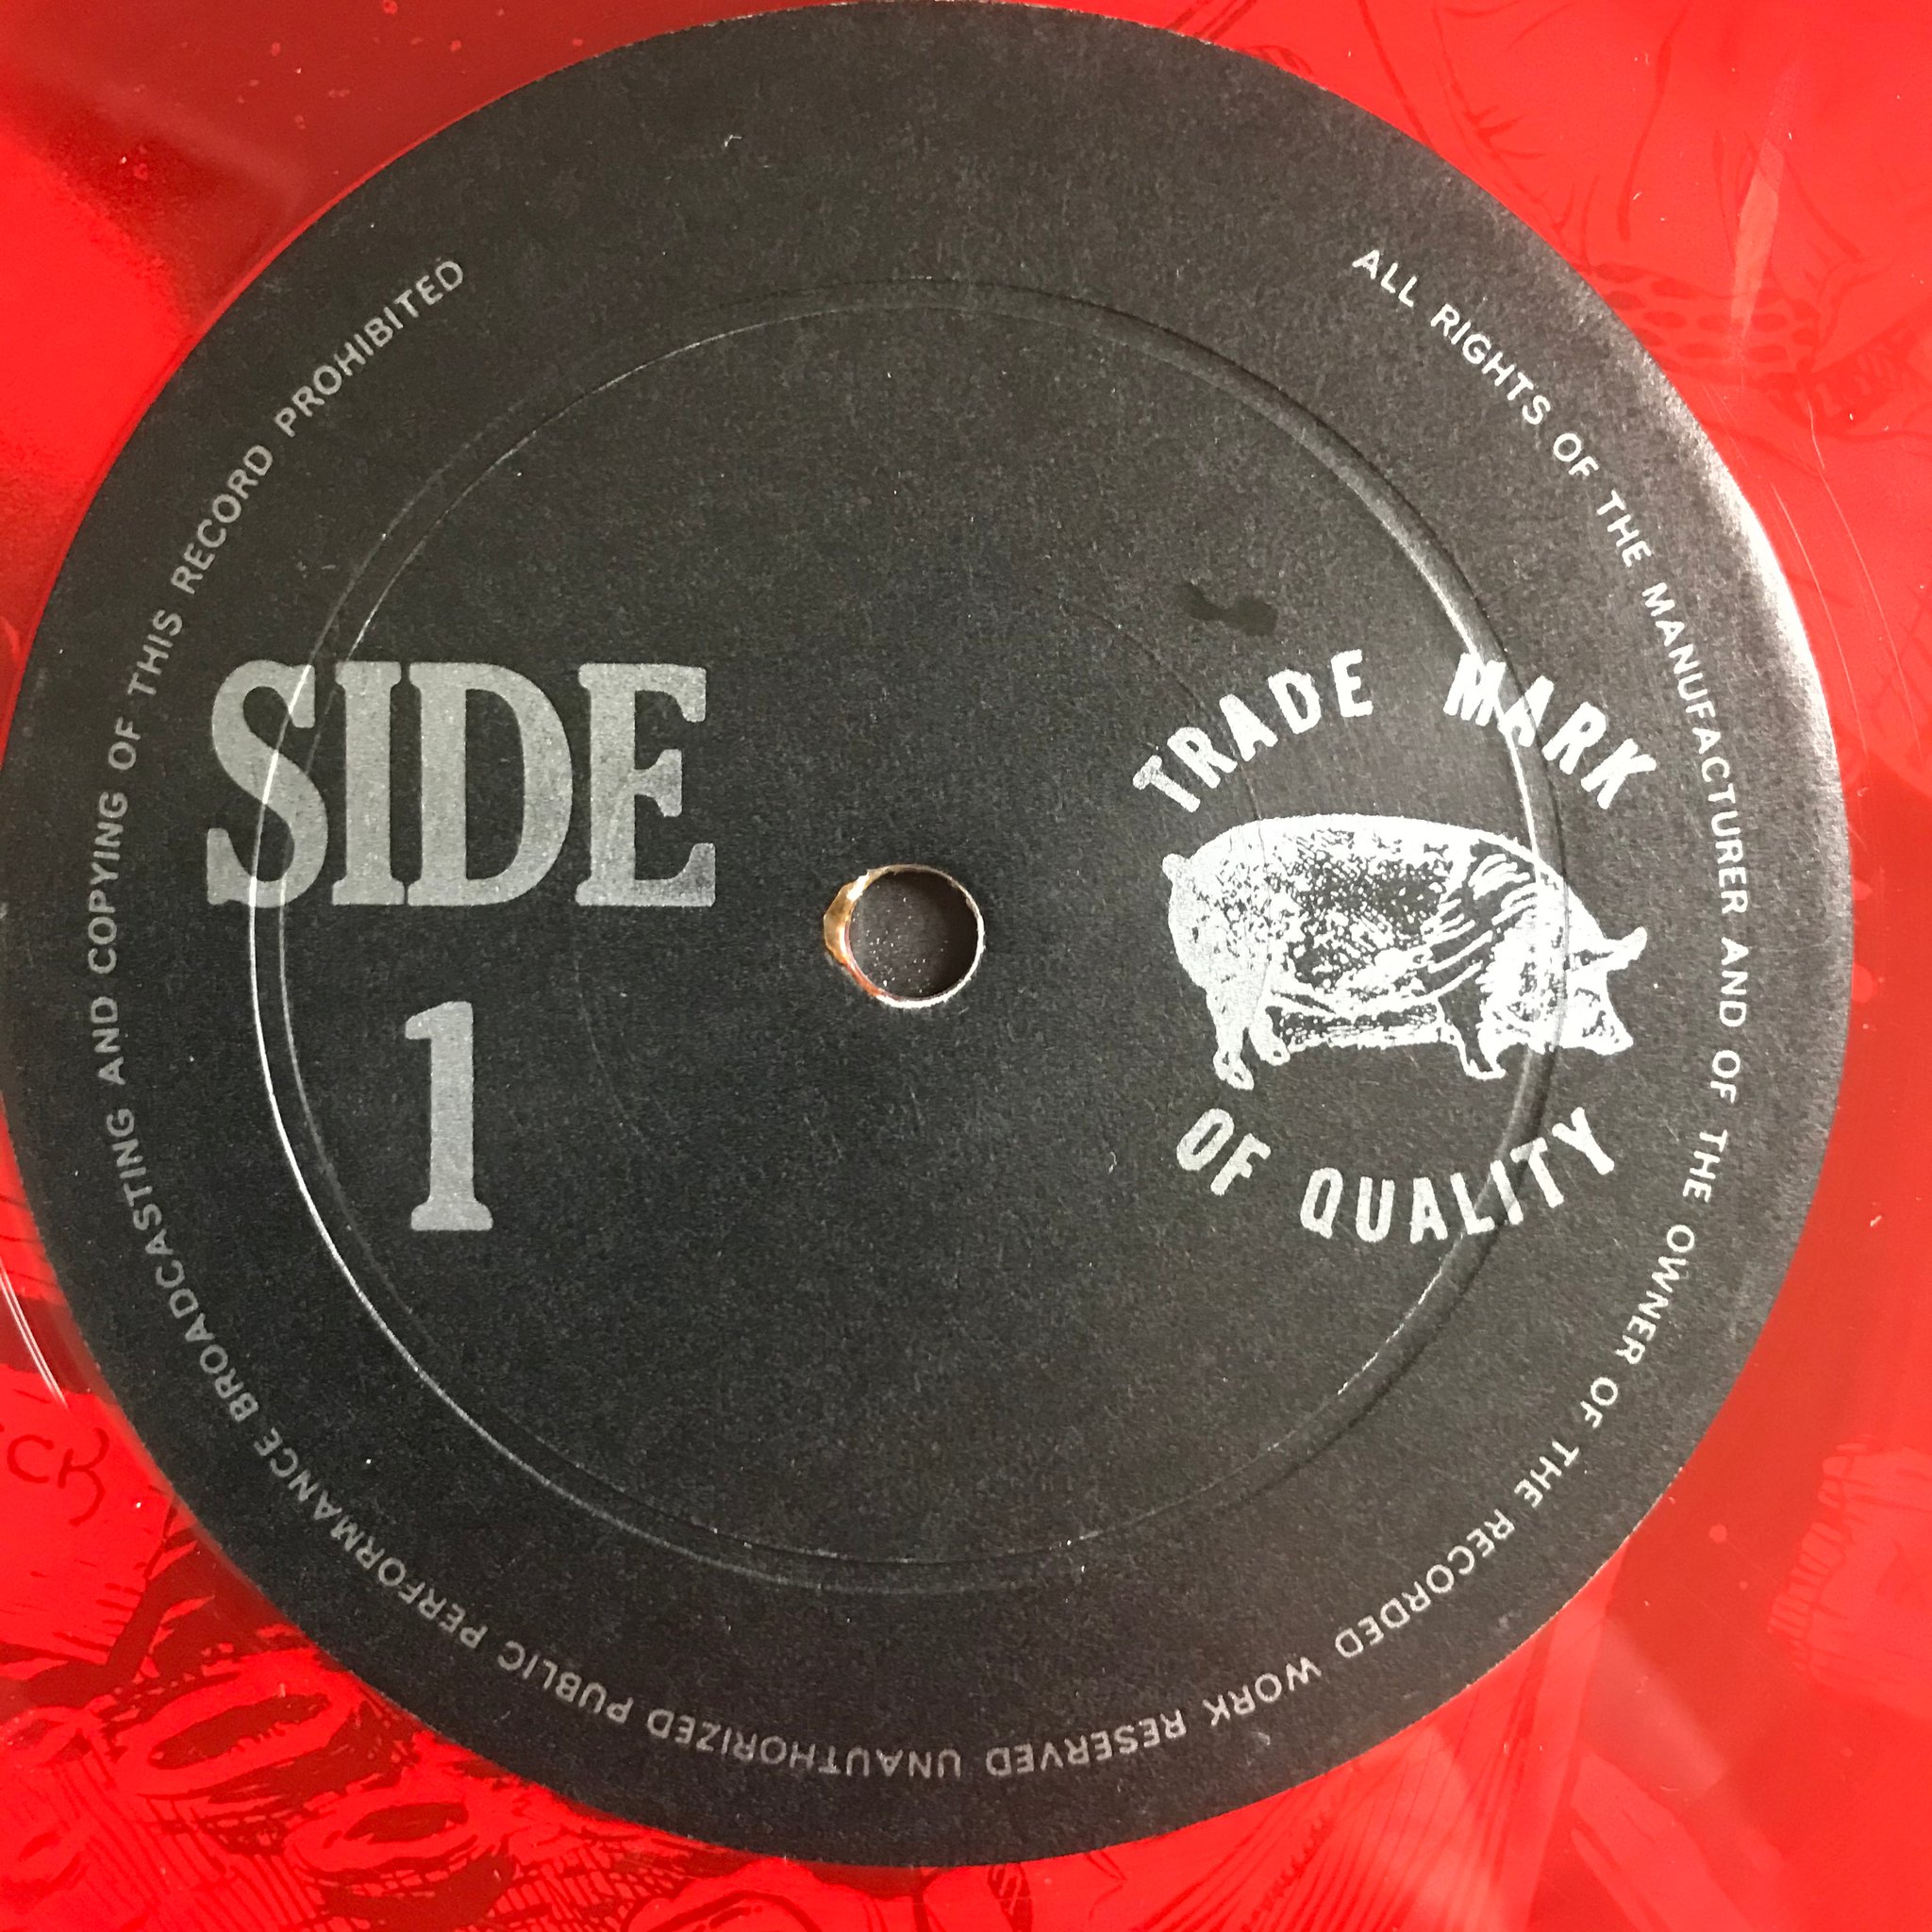 SIDE
1
TRADE MARK
OF QUALITY
ALL RIGHTS OF THE MANUFACTURER AND OF THE OWNER OF THE RECORDED WORK RESERVED UNAUTHORIZED PUBLIC PERFORMANCE BROADCASTING AND COPYING OF THIS RECORD PROHIBITED